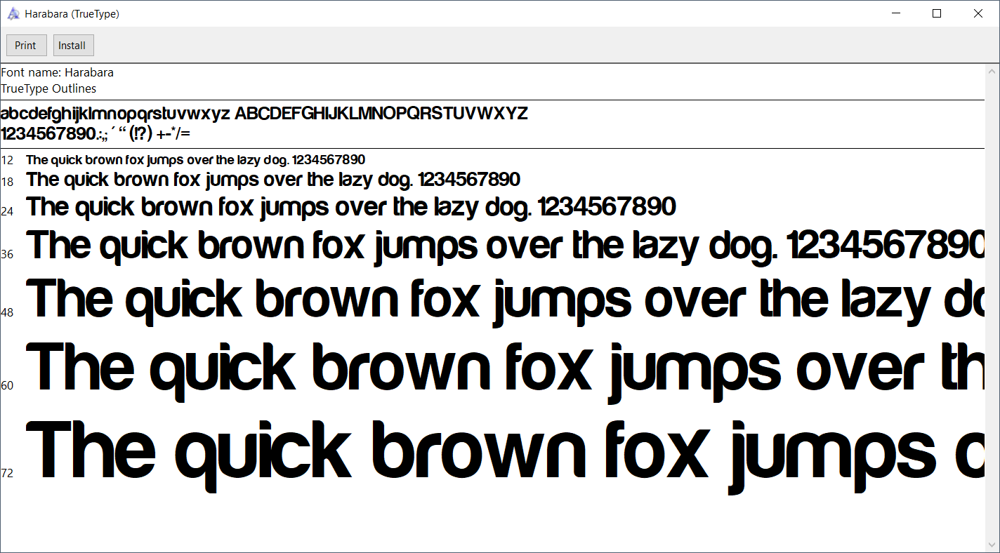 Harabara (TrueType)
Print Install
Font name: Harabara
TrueType Outlines
abcdefghijklmnopqrstuvwxyz ABCDEFGHIJKLMNOPQRSTUVWXYZ
1234567890.:,; ´ “ (!?) +-*/=
12 The quick brown fox jumps over the lazy dog. 1234567890
18 The quick brown fox jumps over the lazy dog. 1234567890
24 The quick brown fox jumps over the lazy dog. 1234567890
36 The quick brown fox jumps over the lazy dog. 1234567890
48 The quick brown fox jumps over the lazy do
60 The quick brown fox jumps over th
72 The quick brown fox jumps o